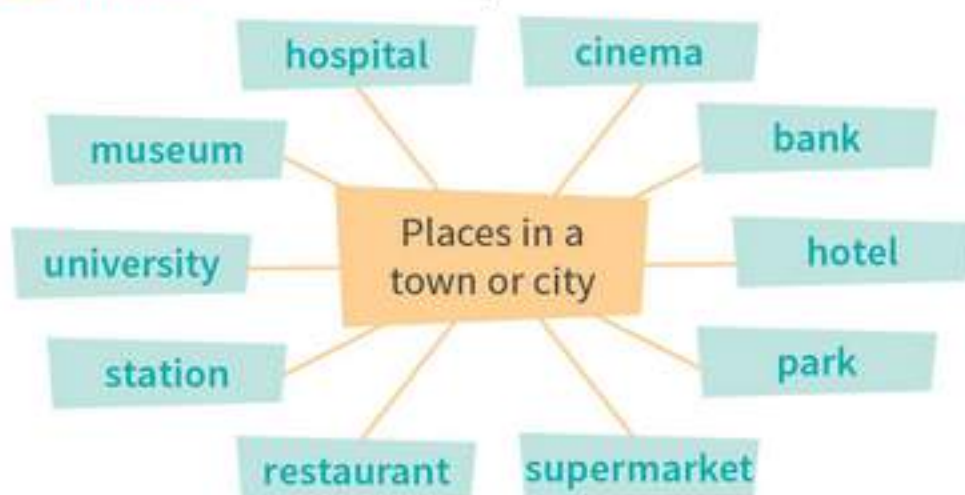 hospital
cinema
museum
bank
Places in a
town or city
university
hotel
station
park
restaurant
supermarket